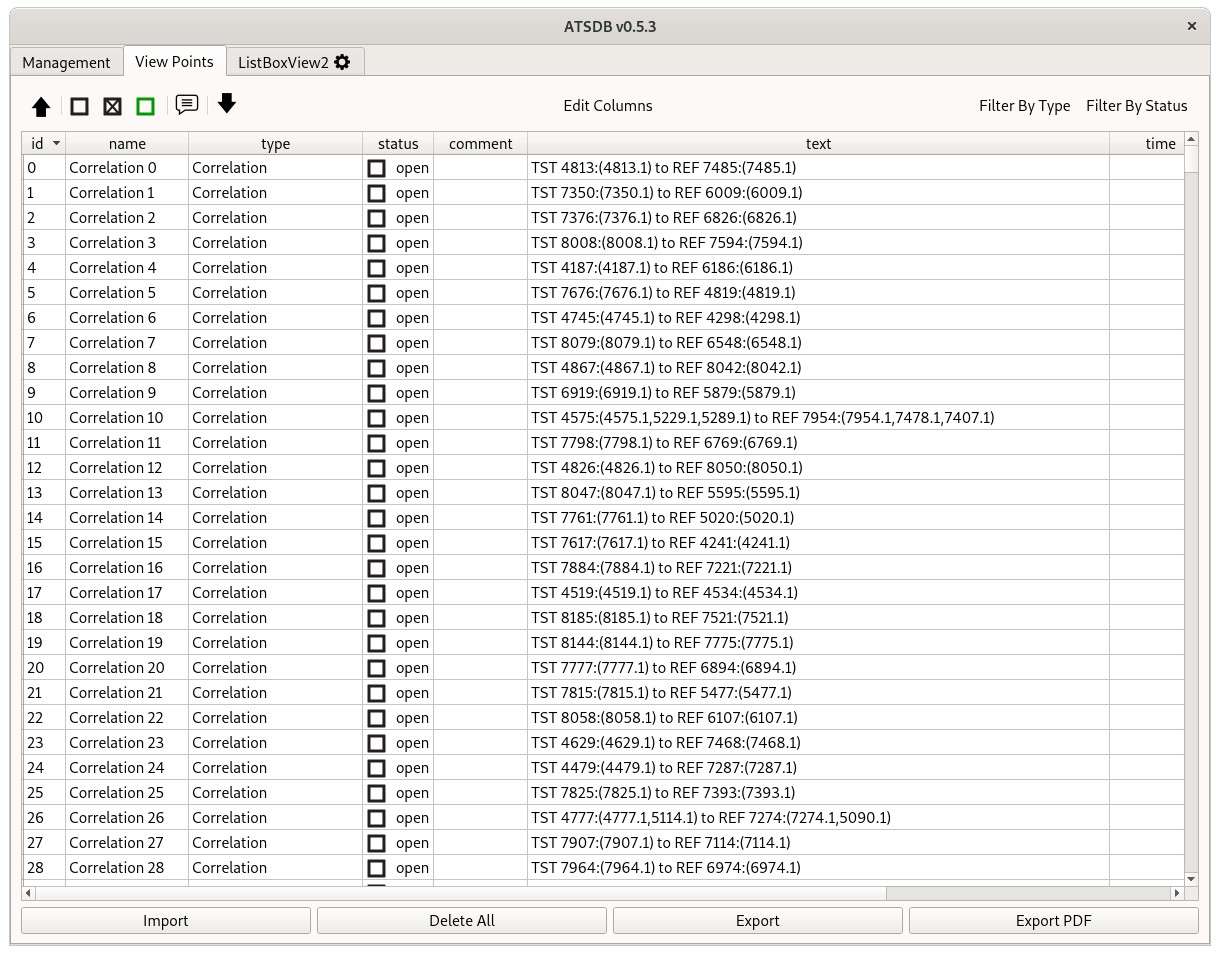 ATSDB v0.5.3
Management View Points ListBoxView2
Edit Columns Filter By Type Filter By Status
id name type status comment text time
0 Correlation 0 Correlation open TST 4813:(4813.1) to REF 7485:(7485.1)
1 Correlation 1 Correlation open TST 7350:(7350.1) to REF 6009:(6009.1)
2 Correlation 2 Correlation open TST 7376:(7376.1) to REF 6826:(6826.1)
3 Correlation 3 Correlation open TST 8008:(8008.1) to REF 7594:(7594.1)
4 Correlation 4 Correlation open TST 4187:(4187.1) to REF 6186:(6186.1)
5 Correlation 5 Correlation open TST 7676:(7676.1) to REF 4819:(4819.1)
6 Correlation 6 Correlation open TST 4745:(4745.1) to REF 4298:(4298.1)
7 Correlation 7 Correlation open TST 8079:(8079.1) to REF 6548:(6548.1)
8 Correlation 8 Correlation open TST 4867:(4867.1) to REF 8042:(8042.1)
9 Correlation 9 Correlation open TST 6919:(6919.1) to REF 5879:(5879.1)
10 Correlation 10 Correlation open TST 4575:(4575.1,5229.1,5289.1) to REF 7954:(7954.1,7478.1,7407.1)
11 Correlation 11 Correlation open TST 7798:(7798.1) to REF 6769:(6769.1)
12 Correlation 12 Correlation open TST 4826:(4826.1) to REF 8050:(8050.1)
13 Correlation 13 Correlation open TST 8047:(8047.1) to REF 5595:(5595.1)
14 Correlation 14 Correlation open TST 7761:(7761.1) to REF 5020:(5020.1)
15 Correlation 15 Correlation open TST 7617:(7617.1) to REF 4241:(4241.1)
16 Correlation 16 Correlation open TST 7884:(7884.1) to REF 7221:(7221.1)
17 Correlation 17 Correlation open TST 4519:(4519.1) to REF 4534:(4534.1)
18 Correlation 18 Correlation open TST 8185:(8185.1) to REF 7521:(7521.1)
19 Correlation 19 Correlation open TST 8144:(8144.1) to REF 7775:(7775.1)
20 Correlation 20 Correlation open TST 7777:(7777.1) to REF 6894:(6894.1)
21 Correlation 21 Correlation open TST 7815:(7815.1) to REF 5477:(5477.1)
22 Correlation 22 Correlation open TST 8058:(8058.1) to REF 6107:(6107.1)
23 Correlation 23 Correlation open TST 4629:(4629.1) to REF 7468:(7468.1)
24 Correlation 24 Correlation open TST 4479:(4479.1) to REF 7287:(7287.1)
25 Correlation 25 Correlation open TST 7825:(7825.1) to REF 7393:(7393.1)
26 Correlation 26 Correlation open TST 4777:(4777.1,5114.1) to REF 7274:(7274.1,5090.1)
27 Correlation 27 Correlation open TST 7907:(7907.1) to REF 7114:(7114.1)
28 Correlation 28 Correlation open TST 7964:(7964.1) to REF 6974:(6974.1)
Import Delete All Export Export PDF